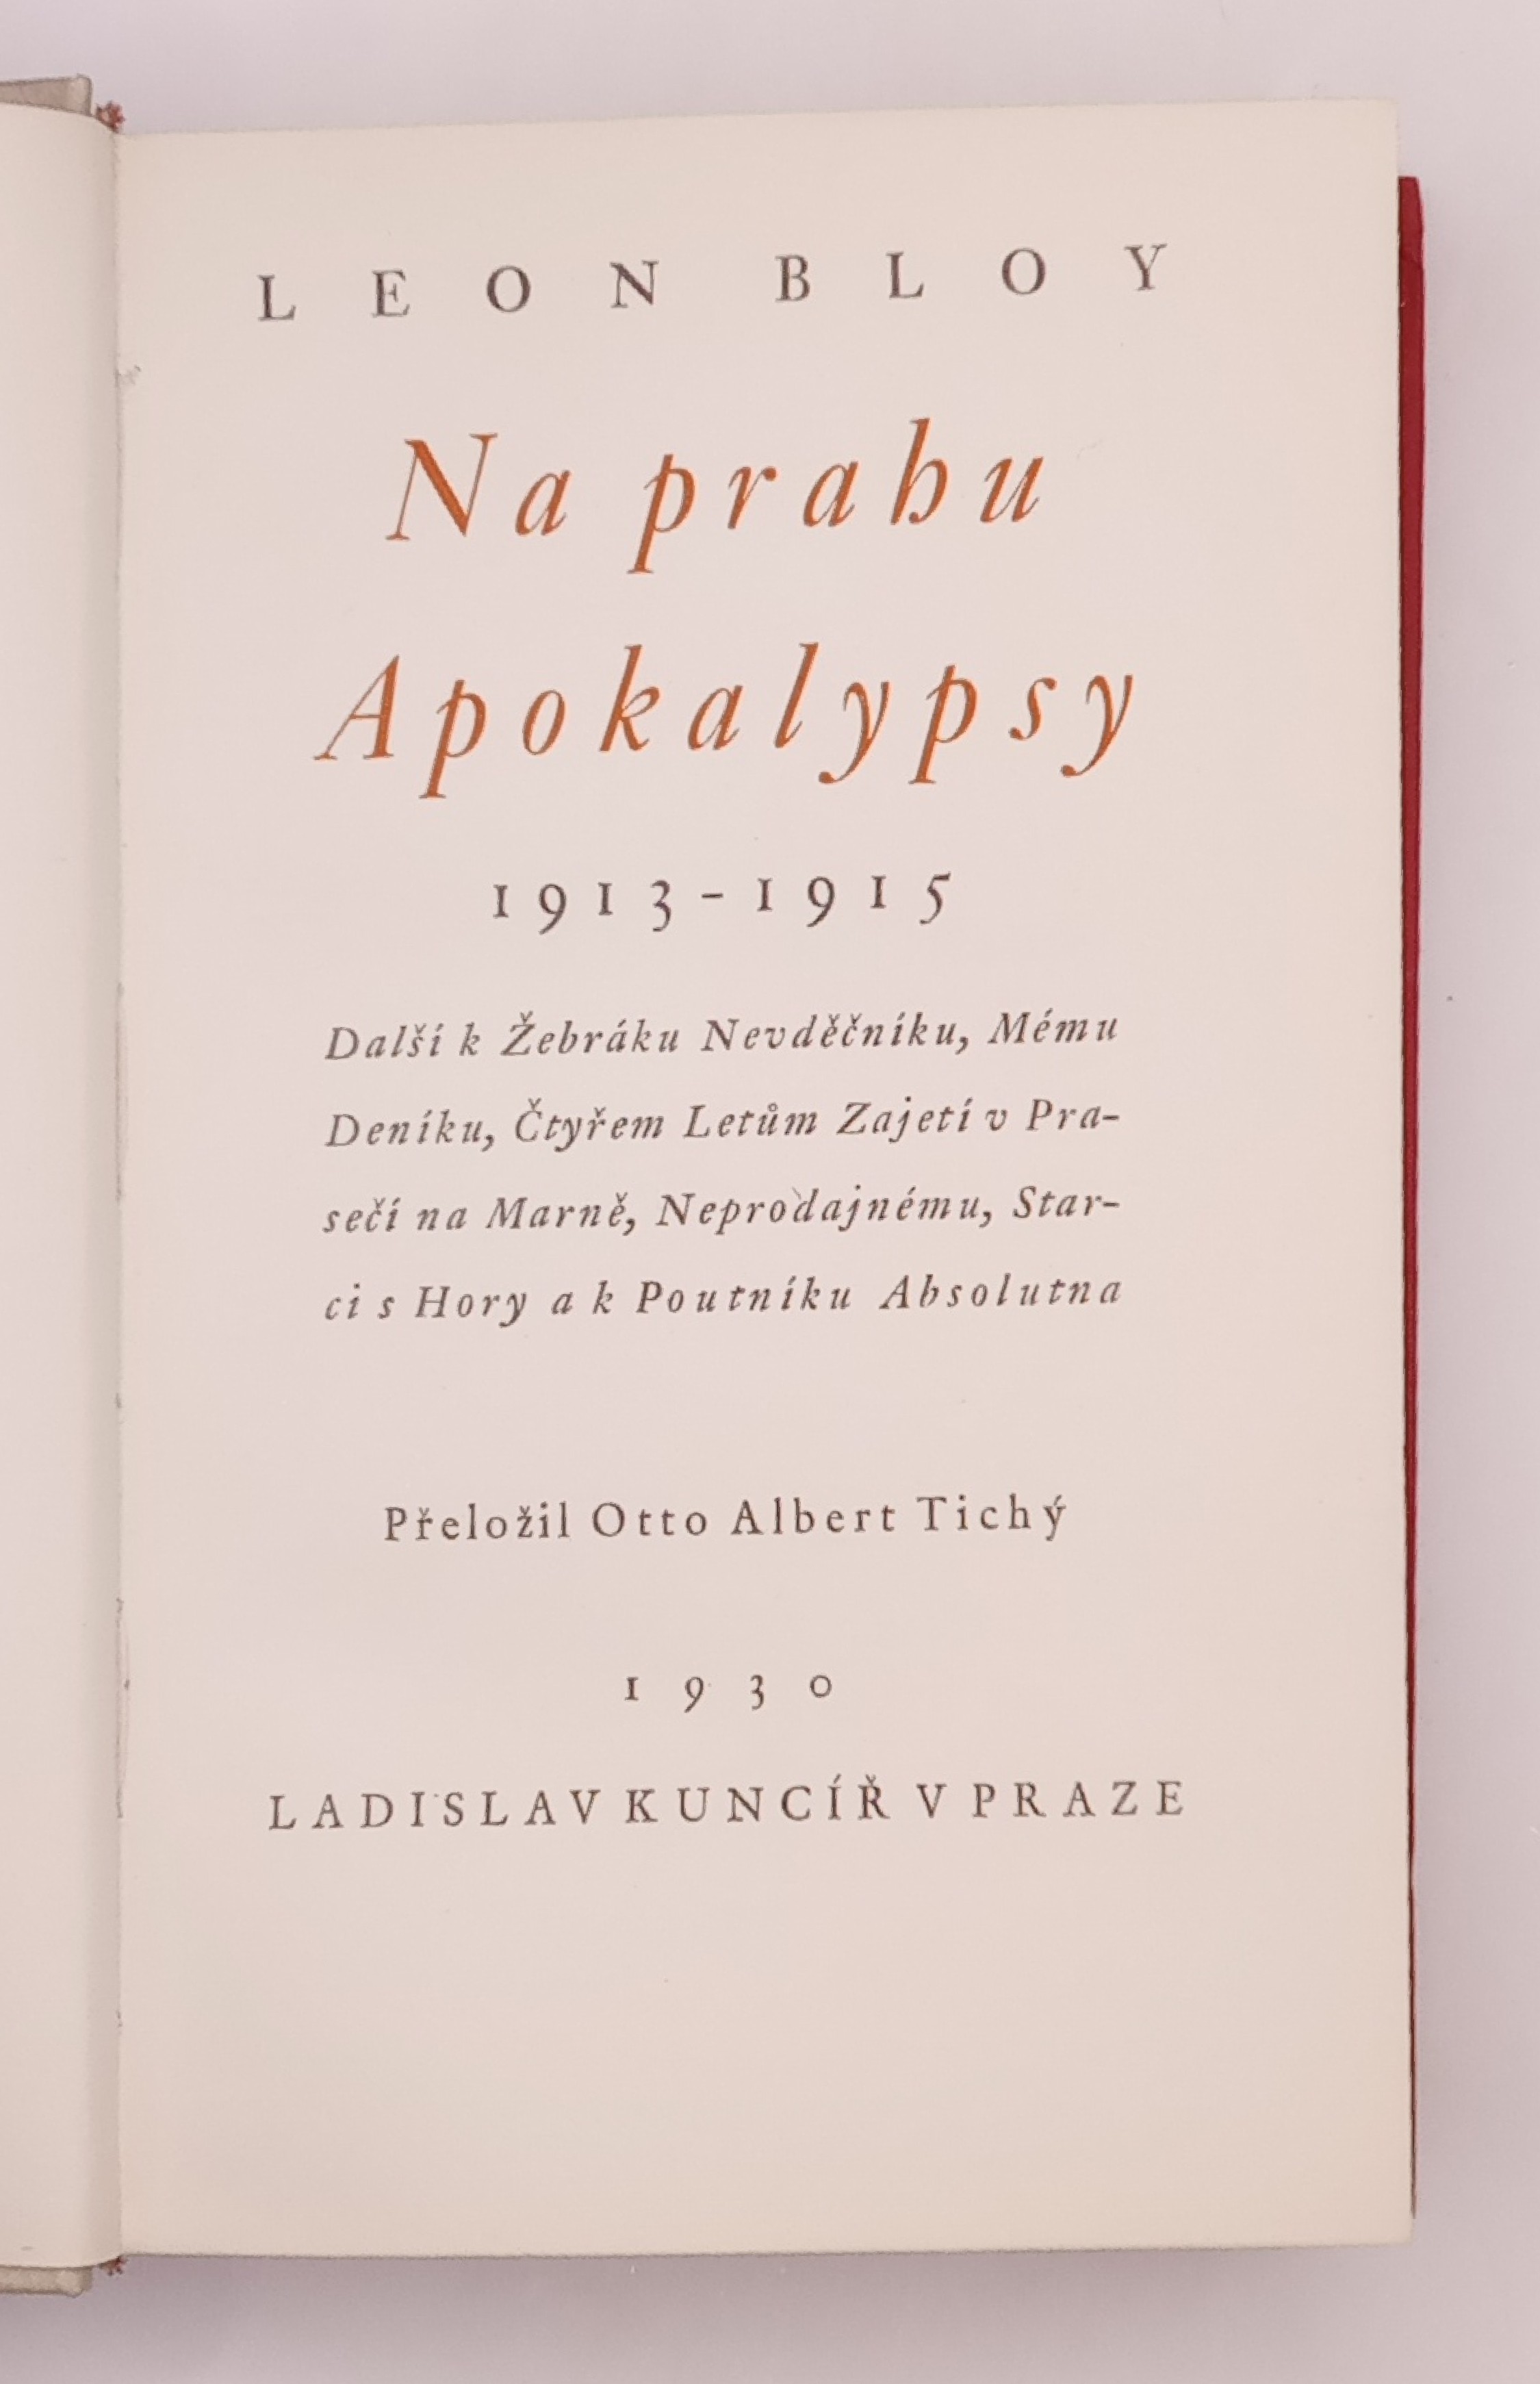 LEON BLOY
Na prahu
Apokalypsy
1913-1915
Další k Žebráku Nevděčníku, Mému
Deníku, Čtyřem Letům Zajetí v Pra-
sečí na Marně, Neprodajnému, Star-
ci s Hory a k Poutníku Absolutna
Přeložil Otto Albert Tichý
1930
LADISLAV KUNCÍŘ V PRAZE